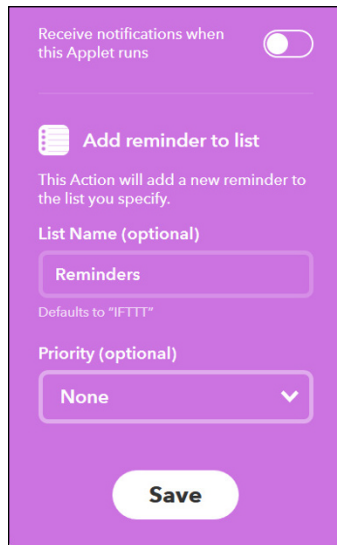 Receive notifications when
this Applet runs
Add reminder to list
This Action will add a new reminder to
the list you specify.
List Name (optional)
Reminders
Defaults to "IFTTT"
Priority (optional)
None
Save